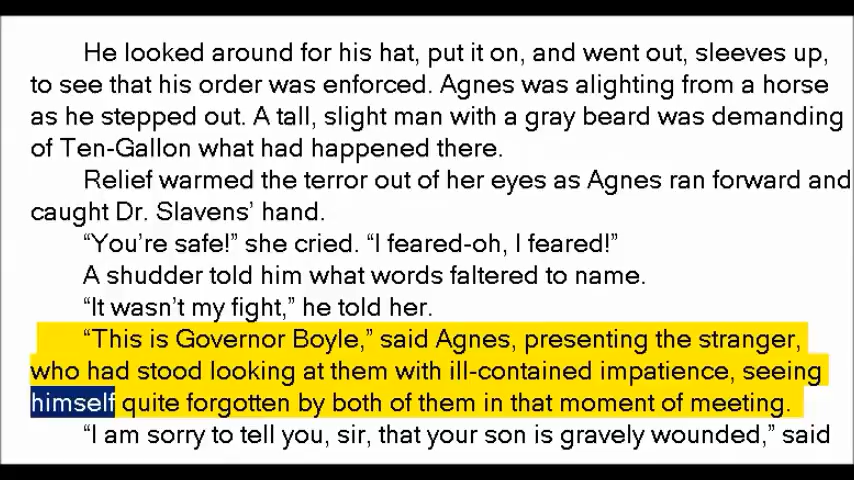 He looked around for his hat, put it on, and went out, sleeves up,
to see that his order was enforced. Agnes was alighting from a horse
as he stepped out. A tall, slight man with a gray beard was demanding
of Ten-Gallon what had happened there.
Relief warmed the terror out of her eyes as Agnes ran forward and
caught Dr. Slavens’ hand.
“You’re safe!” she cried. “I feared-oh, I feared!”
A shudder told him what words faltered to name.
“It wasn’t my fight,” he told her.
“This is Governor Boyle,” said Agnes, presenting the stranger,
who had stood looking at them with ill-contained impatience, seeing
himself quite forgotten by both of them in that moment of meeting.
“I am sorry to tell you, sir, that your son is gravely wounded,” said